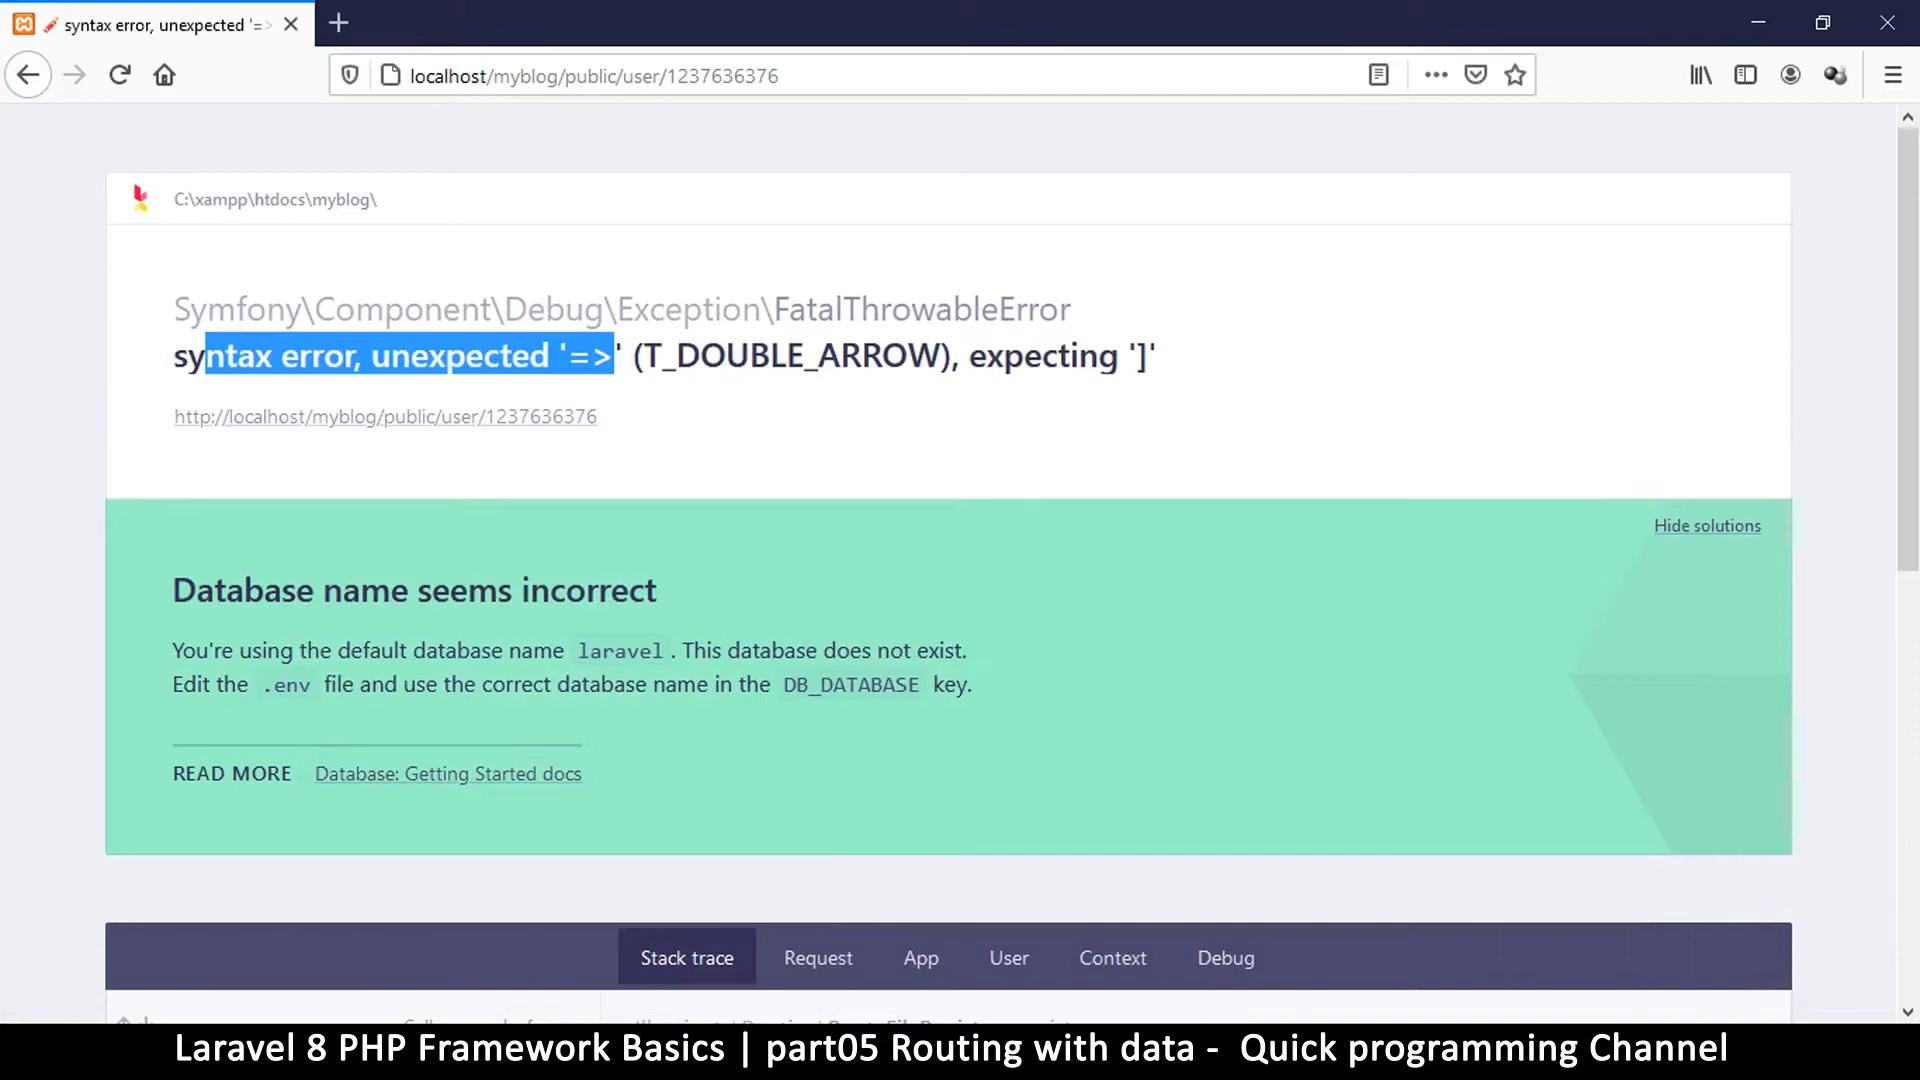 syntax error, unexpected '=>
localhost/myblog/public/user/1237636376
C:\xampp\htdocs\myblog\
Symfony\Component\Debug\Exception\FatalThrowableError
syntax error, unexpected '=>' (T_DOUBLE_ARROW), expecting ']'
http://localhost/myblog/public/user/1237636376
Hide solutions
Database name seems incorrect
You're using the default database name laravel. This database does not exist.
Edit the .env file and use the correct database name in the DB_DATABASE key.
READ MORE Database: Getting Started docs
Stack trace Request App User Context Debug
Laravel 8 PHP Framework Basics | part05 Routing with data - Quick programming Channel